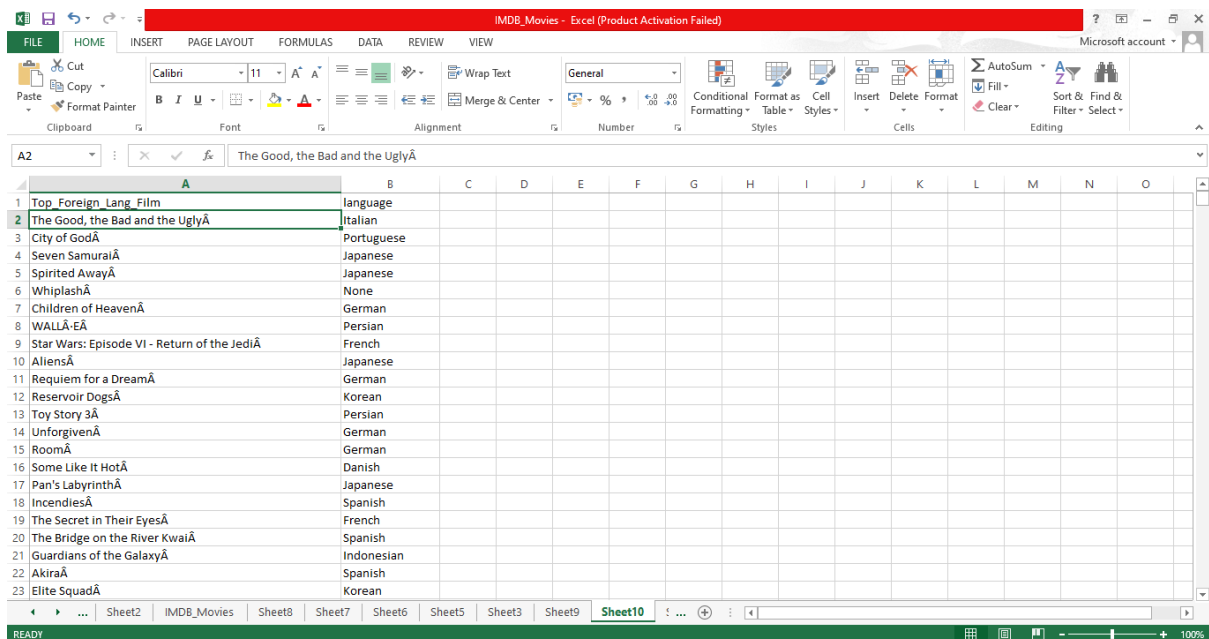 IMDB_Movies - Excel (Product Activation Failed)
FILE HOME INSERT PAGE LAYOUT FORMULAS DATA REVIEW VIEW Microsoft account
Cut
Copy
Format Painter
Paste
Calibri 11
B I U
Wrap Text
Merge & Center
General
Conditional Formatting
Format as Table
Cell Styles
Insert Delete Format
AutoSum
Fill
Clear
Sort & Filter
Find & Select
Clipboard Font Alignment Number Styles Cells Editing
A2 fx The Good, the Bad and the UglyÂ
A B C D E F G H I J K L M N O
1 Top_Foreign_Lang_Film language
2 The Good, the Bad and the UglyÂ Italian
3 City of GodÂ Portuguese
4 Seven SamuraiÂ Japanese
5 Spirited AwayÂ Japanese
6 WhiplashÂ None
7 Children of HeavenÂ German
8 WALLÂ·EÂ Persian
9 Star Wars: Episode VI - Return of the JediÂ French
10 AliensÂ Japanese
11 Requiem for a DreamÂ German
12 Reservoir DogsÂ Korean
13 Toy Story 3Â Persian
14 UnforgivenÂ German
15 RoomÂ German
16 Some Like It HotÂ Danish
17 Pan's LabyrinthÂ Japanese
18 IncendiesÂ Spanish
19 The Secret in Their EyesÂ French
20 The Bridge on the River KwaiÂ Spanish
21 Guardians of the GalaxyÂ Indonesian
22 AkiraÂ Spanish
23 Elite SquadÂ Korean
... Sheet2 IMDB_Movies Sheet8 Sheet7 Sheet6 Sheet5 Sheet3 Sheet9 Sheet10 ...
READY 100%